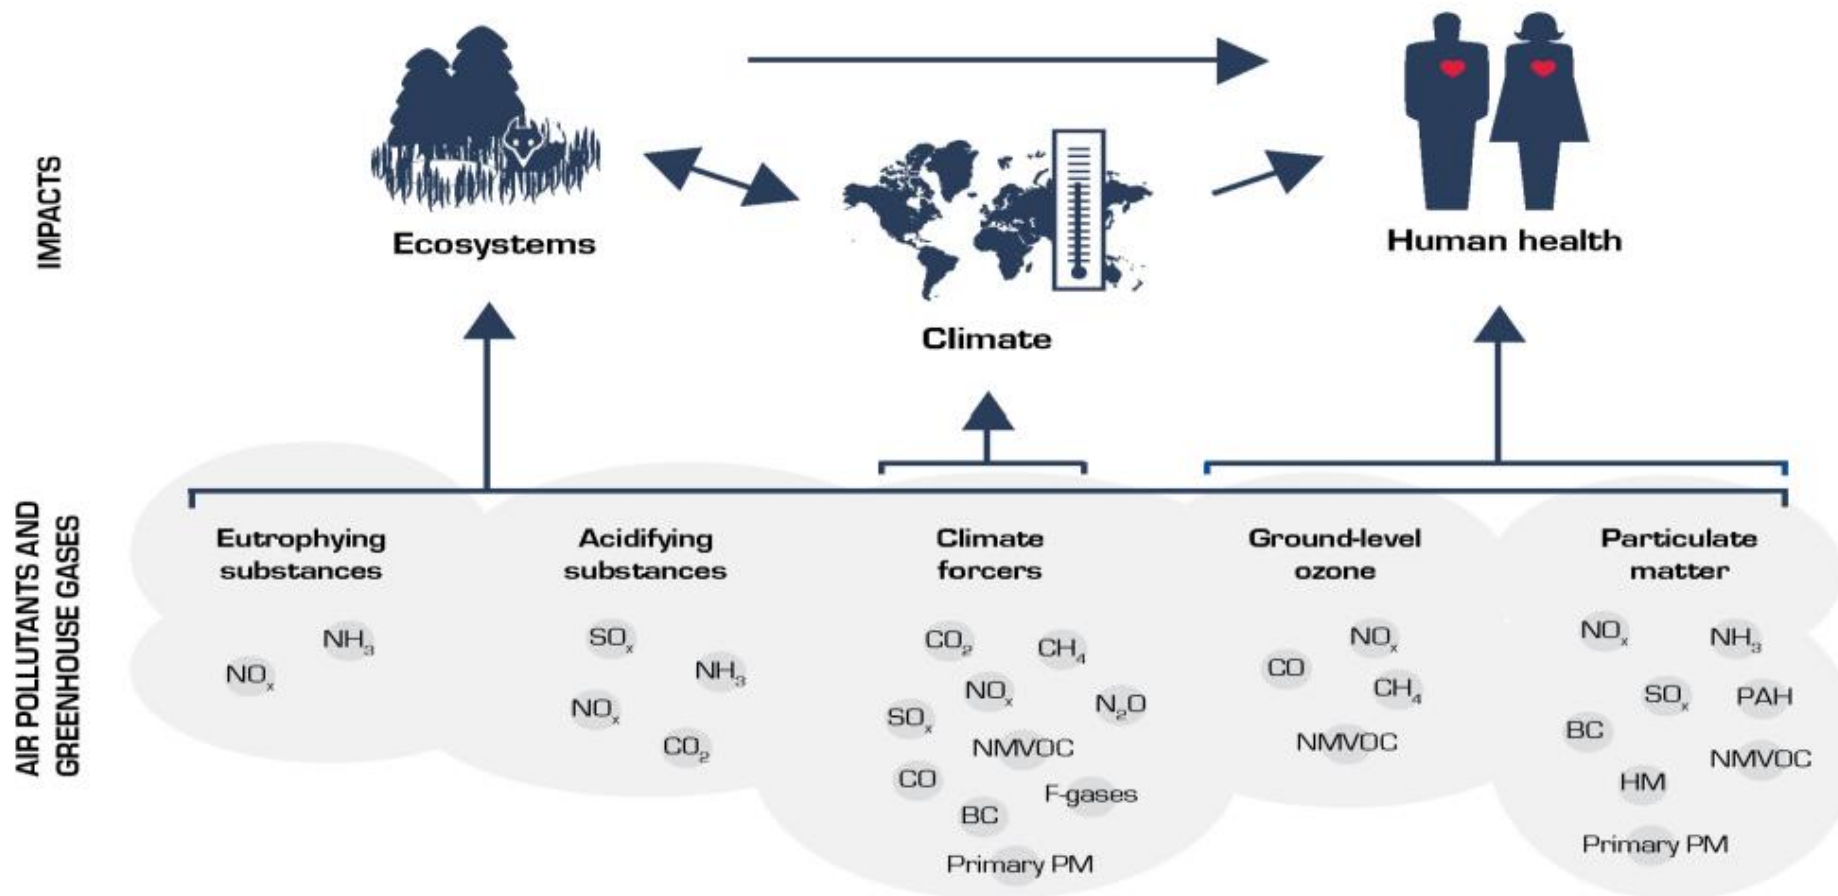 IMPACTS
Ecosystems
Climate
Human health
AIR POLLUTANTS AND
GREENHOUSE GASES
Eutrophying
substances
NH₃
NOₓ
Acidifying
substances
SOₓ
NH₃
NOₓ
CO₂
Climate
forcers
CO₂
CH₄
NOₓ
N₂O
SOₓ
NMVOC
CO
F-gases
BC
Primary PM
Ground-level
ozone
NOₓ
CO
CH₄
NMVOC
Particulate
matter
NOₓ
NH₃
SOₓ
PAH
BC
NMVOC
HM
Primary PM